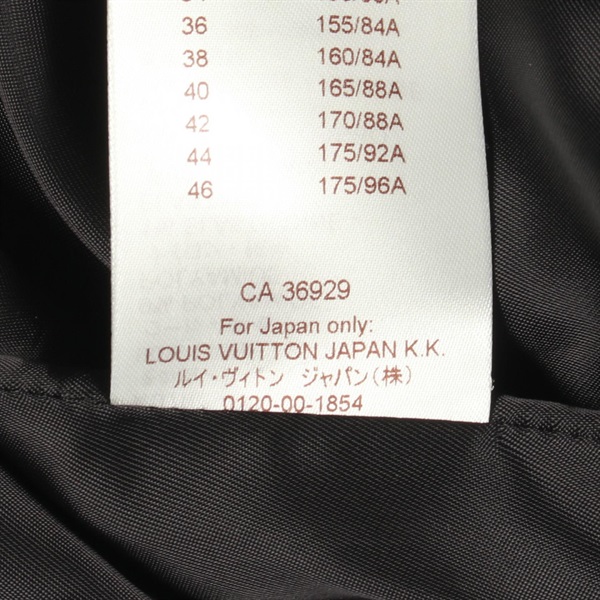 36 155/84A
38 160/84A
40 165/88A
42 170/88A
44 175/92A
46 175/96A
CA 36929
For Japan only:
LOUIS VUITTON JAPAN K.K.
ルイ・ヴィトン ジャパン(株)
0120-00-1854